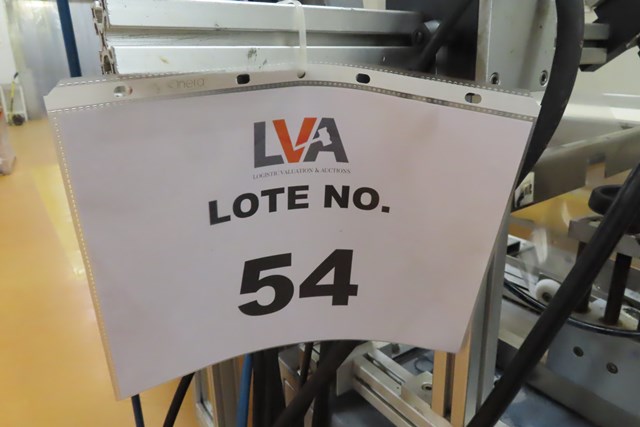 LVA
LOGISTIC VALUATION & AUCTIONS
LOTE NO.
54